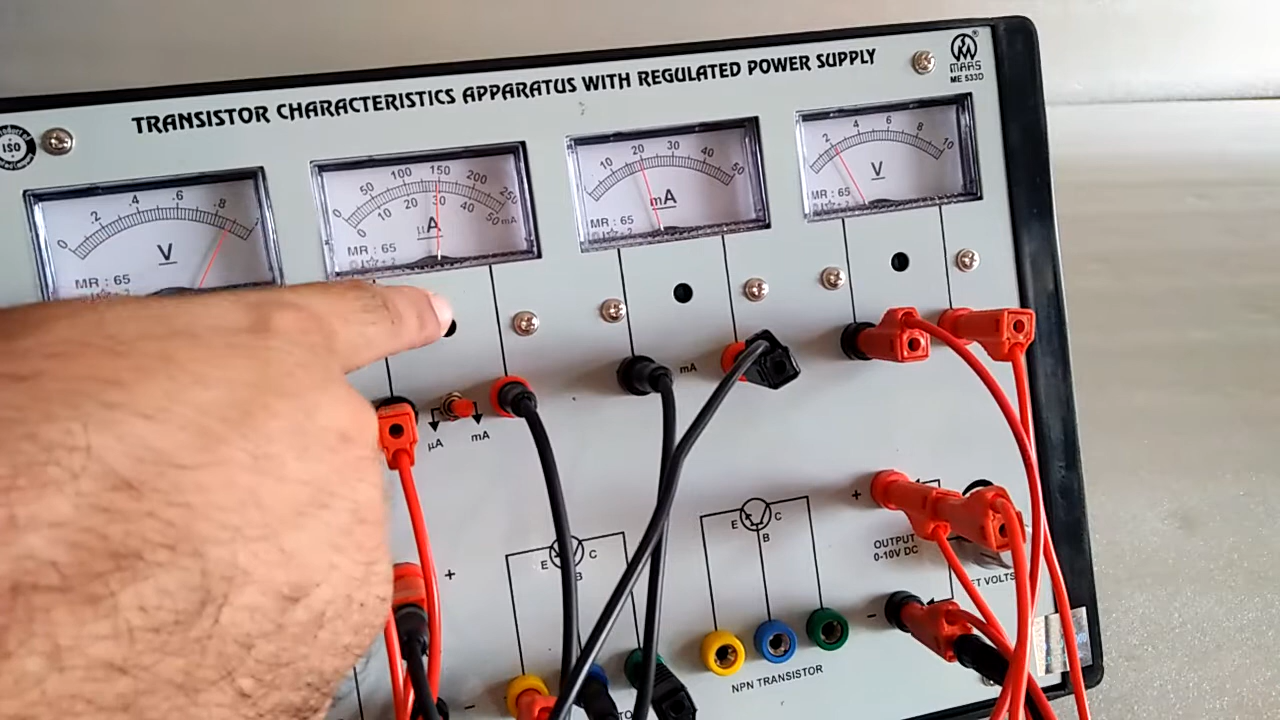 TRANSISTOR CHARACTERISTICS APPARATUS WITH REGULATED POWER SUPPLY
MARS
ME 533D
ISO
0 .2 .4 .6 .8 1
V
MR : 65
0 50 100 150 200 250
0 10 20 30 40 50 mA
µA
MR : 65
10 20 30 40 50
mA
MR : 65
2 4 6 8 10
V
MR : 65
µA
mA
mA
E
C
B
E
C
B
+
+
-
-
OUTPUT
0-10V DC
NPN TRANSISTOR